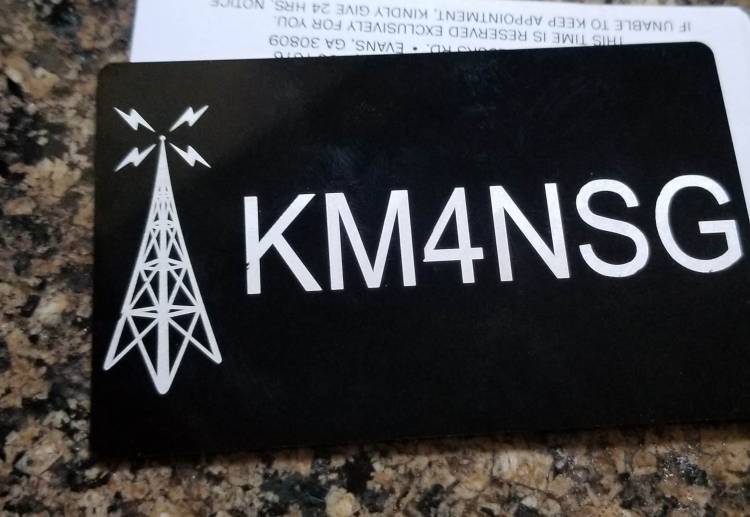 KM4NSG
RD. • EVANS, GA 30809
THIS TIME IS RESERVED EXCLUSIVELY FOR YOU.
IF UNABLE TO KEEP APPOINTMENT, KINDLY GIVE 24 HRS. NOTICE